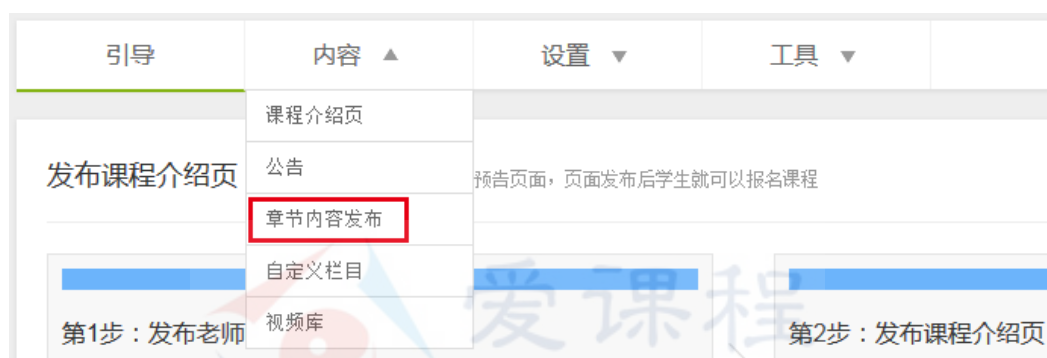 引导
内容 ▲
设置 ▼
工具 ▼
课程介绍页
公告
章节内容发布
自定义栏目
视频库
发布课程介绍页
预告页面，页面发布后学生就可以报名课程
爱课程
第1步：发布老师
第2步：发布课程介绍页